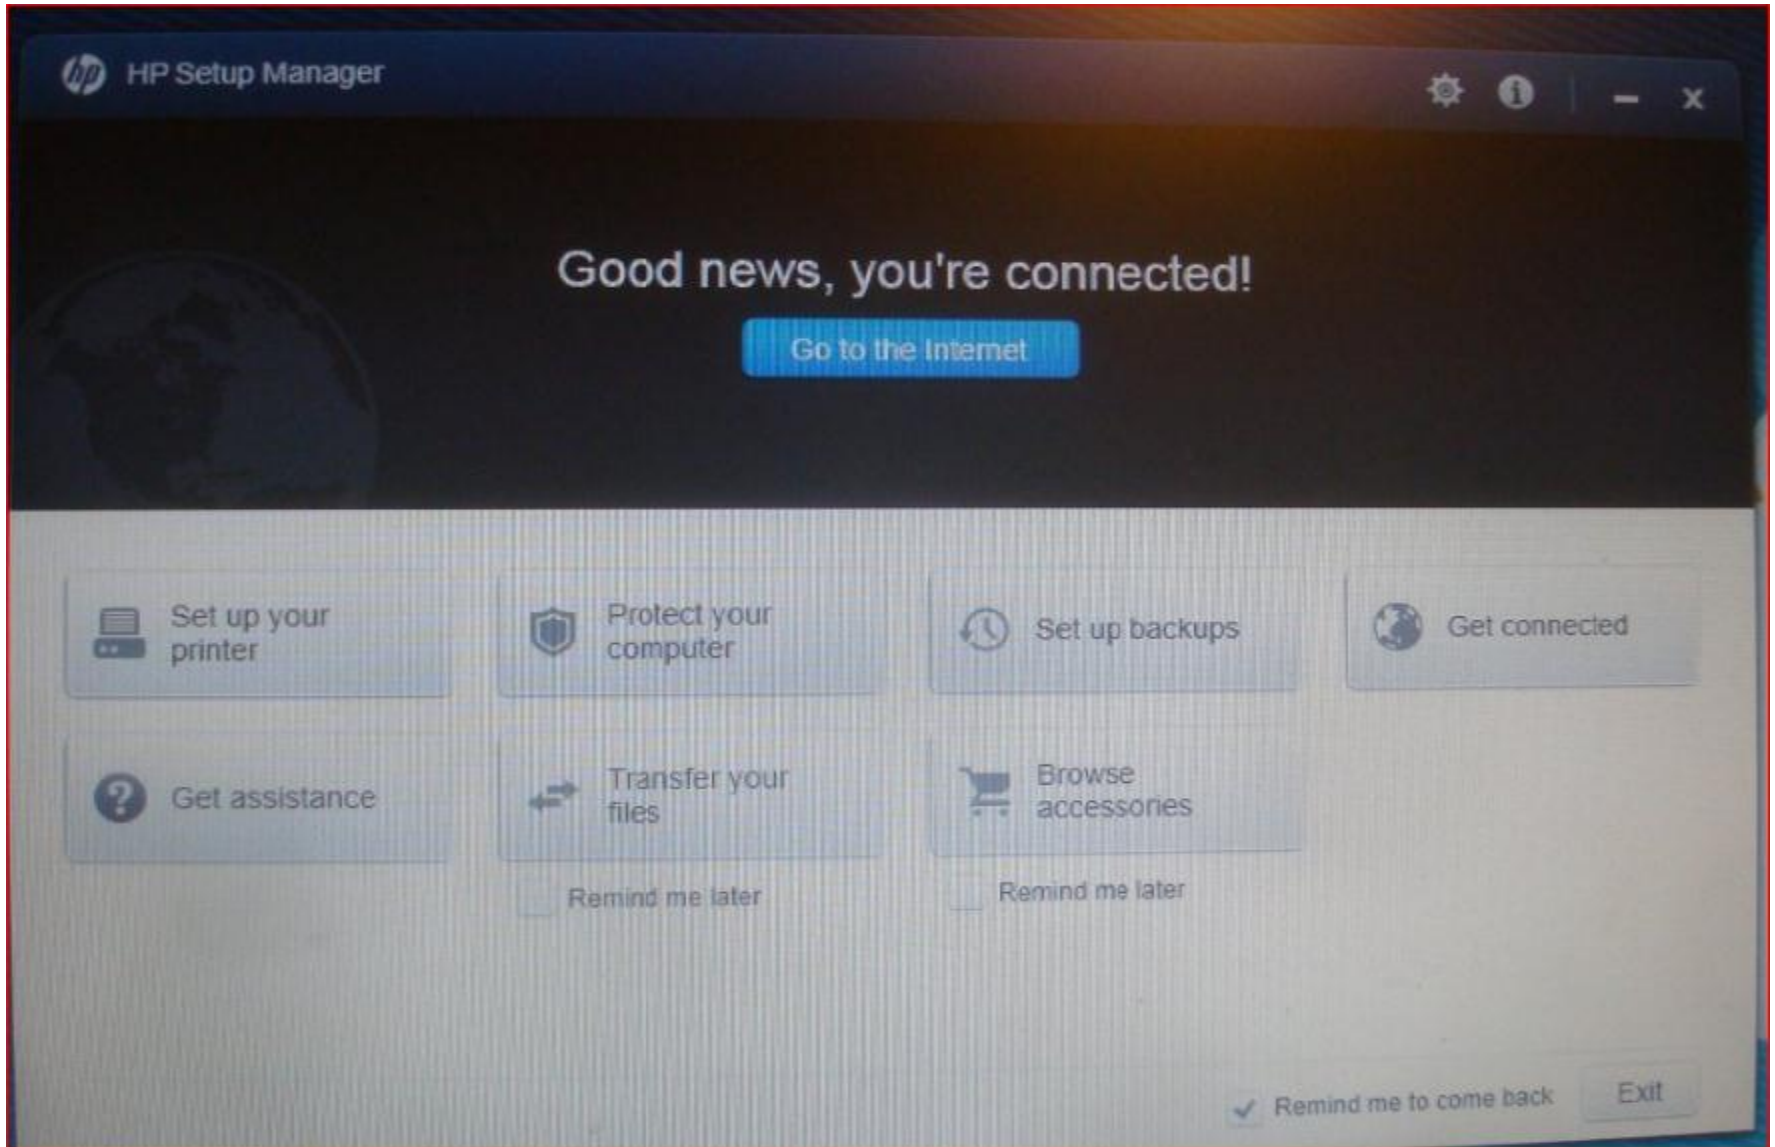 hp HP Setup Manager
Good news, you're connected!
Go to the Internet
Set up your
printer
Protect your
computer
Set up backups
Get connected
Get assistance
Transfer your
files
Browse
accessories
Remind me later
Remind me later
Remind me to come back
Exit